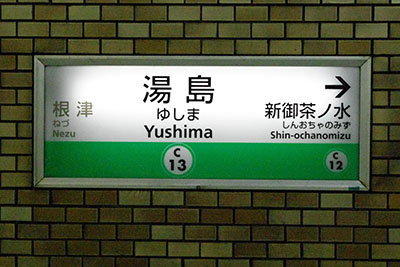 湯島
ゆしま
Yushima
C
13
根津
ねづ
Nezu
→
新御茶ノ水
しんおちゃのみず
Shin-ochanomizu
C
12